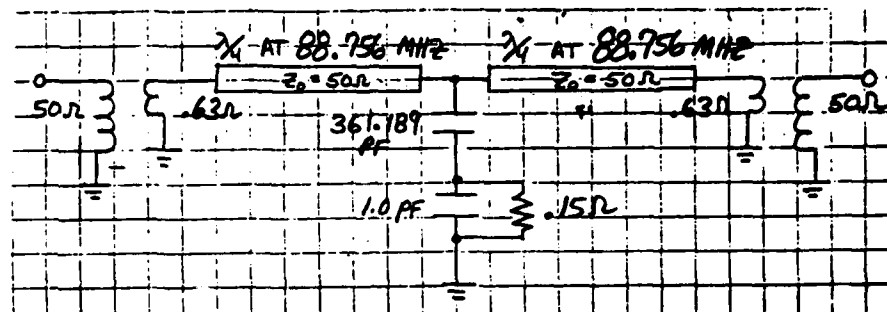 λ/4 AT 88.756 MHZ
λ/4 AT 88.756 MHZ
Z₀ = 50Ω
Z₀ = 50Ω
50Ω
.63Ω
.63Ω
50Ω
361.189
PF
1.0 PF
.15Ω